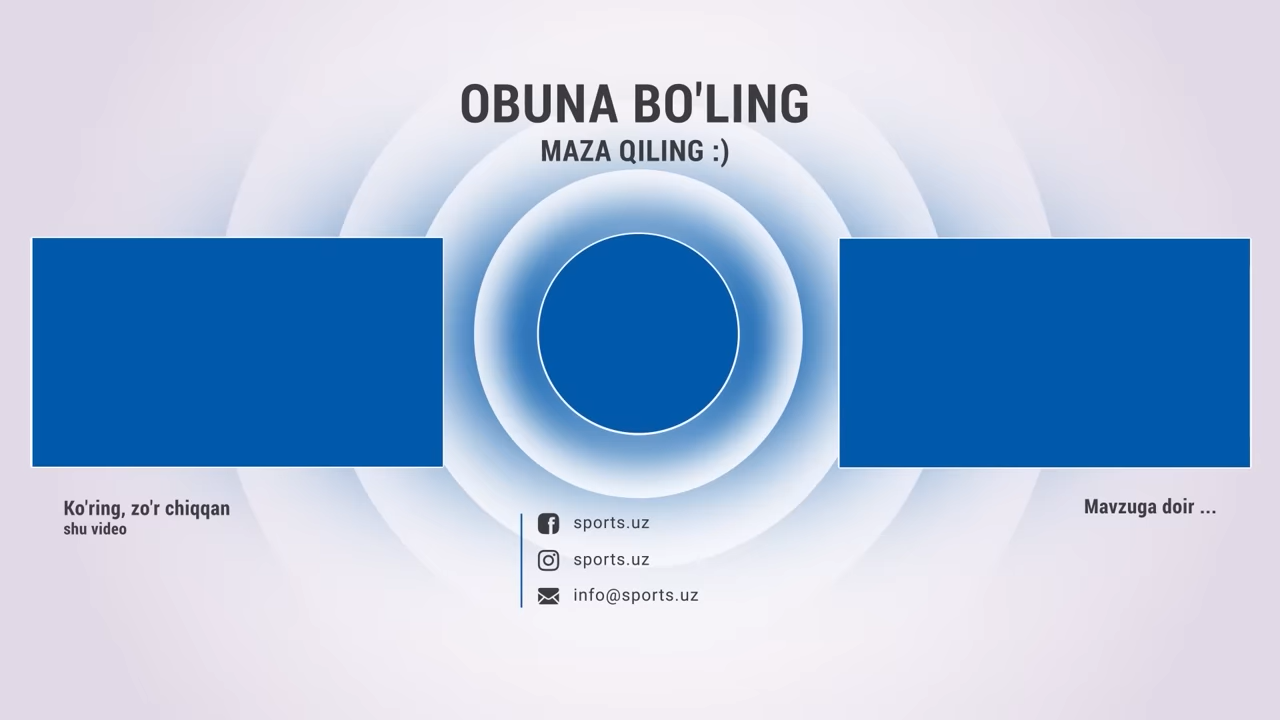 OBUNA BO'LING
MAZA QILING :)
Ko'ring, zo'r chiqqan
shu video
Mavzuga doir ...
sports.uz
sports.uz
info@sports.uz